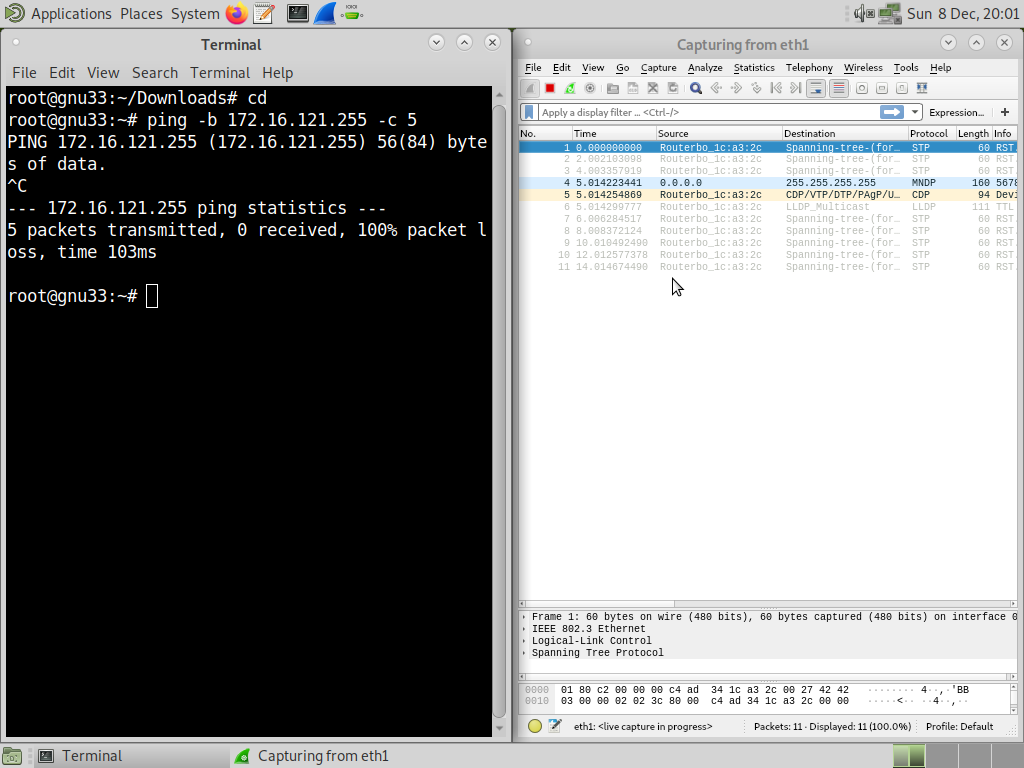 Applications Places System Sun 8 Dec, 20:01
Terminal
File Edit View Search Terminal Help
root@gnu33:~/Downloads# cd
root@gnu33:~# ping -b 172.16.121.255 -c 5
PING 172.16.121.255 (172.16.121.255) 56(84) byte
s of data.
^C
--- 172.16.121.255 ping statistics ---
5 packets transmitted, 0 received, 100% packet l
oss, time 103ms
root@gnu33:~#
Capturing from eth1
File Edit View Go Capture Analyze Statistics Telephony Wireless Tools Help
Apply a display filter ... <Ctrl-/> Expression... +
No. Time Source Destination Protocol Length Info
1 0.000000000 Routerbo_1c:a3:2c Spanning-tree-(for… STP 60 RST.
2 2.002103098 Routerbo_1c:a3:2c Spanning-tree-(for… STP 60 RST.
3 4.003357919 Routerbo_1c:a3:2c Spanning-tree-(for… STP 60 RST.
4 5.014223441 0.0.0.0 255.255.255.255 MNDP 160 5678
5 5.014254869 Routerbo_1c:a3:2c CDP/VTP/DTP/PAgP/U… CDP 94 Devi
6 5.014299777 Routerbo_1c:a3:2c LLDP_Multicast LLDP 111 TTL
7 6.006284517 Routerbo_1c:a3:2c Spanning-tree-(for… STP 60 RST.
8 8.008372124 Routerbo_1c:a3:2c Spanning-tree-(for… STP 60 RST.
9 10.010492490 Routerbo_1c:a3:2c Spanning-tree-(for… STP 60 RST.
10 12.012577378 Routerbo_1c:a3:2c Spanning-tree-(for… STP 60 RST.
11 14.014674490 Routerbo_1c:a3:2c Spanning-tree-(for… STP 60 RST.
Frame 1: 60 bytes on wire (480 bits), 60 bytes captured (480 bits) on interface 0
IEEE 802.3 Ethernet
Logical-Link Control
Spanning Tree Protocol
0000 01 80 c2 00 00 00 c4 ad 34 1c a3 2c 00 27 42 42 ········ 4··,·'BB
0010 03 00 00 02 02 3c 80 00 c4 ad 34 1c a3 2c 00 00 ·····<·· ··4··,··
eth1: <live capture in progress> Packets: 11 · Displayed: 11 (100.0%) Profile: Default
Terminal Capturing from eth1